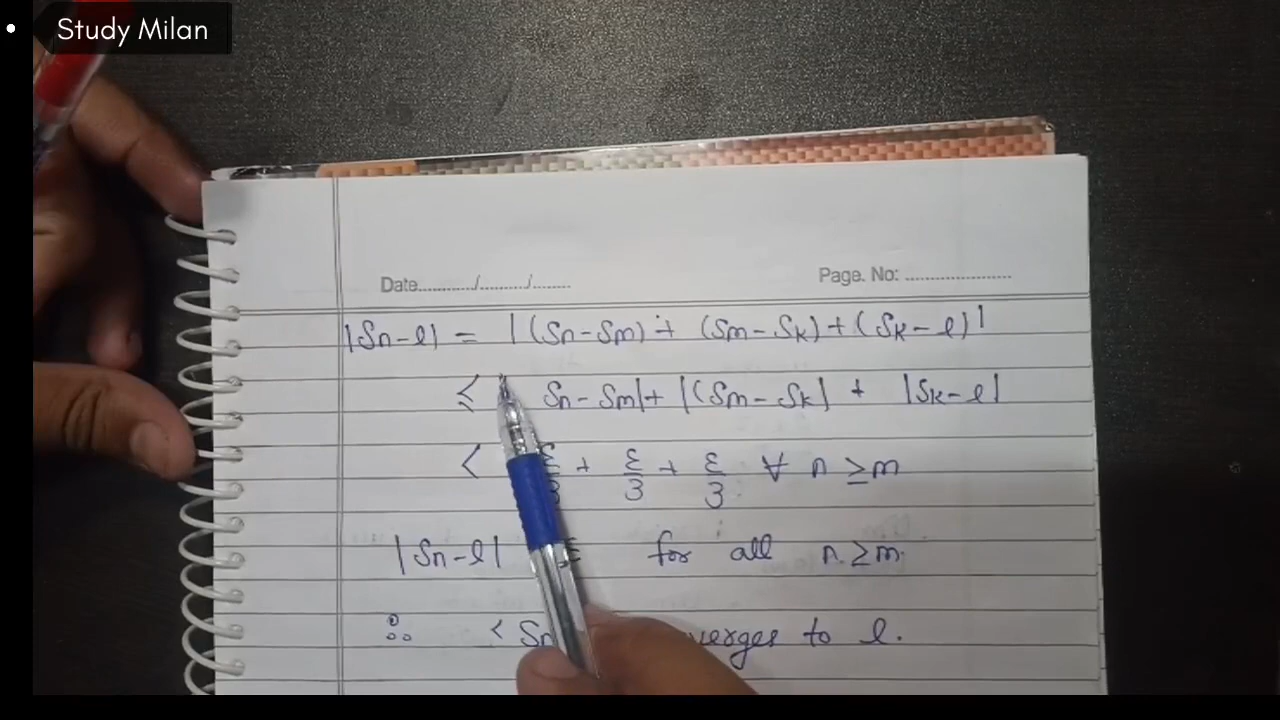 • Study Milan
Date.........../........../........ Page. No: ......................
|Sn-l| = |(Sn-Sm) + (Sm-Sk)+(Sk-l)|
≤ Sn-Sm|+ |(Sm-Sk| + |Sk-l|
< ε/3 + ε/3 + ε/3 ∀ n ≥m
|Sn-l| ε for all n ≥m.
∴ < Sn to l.